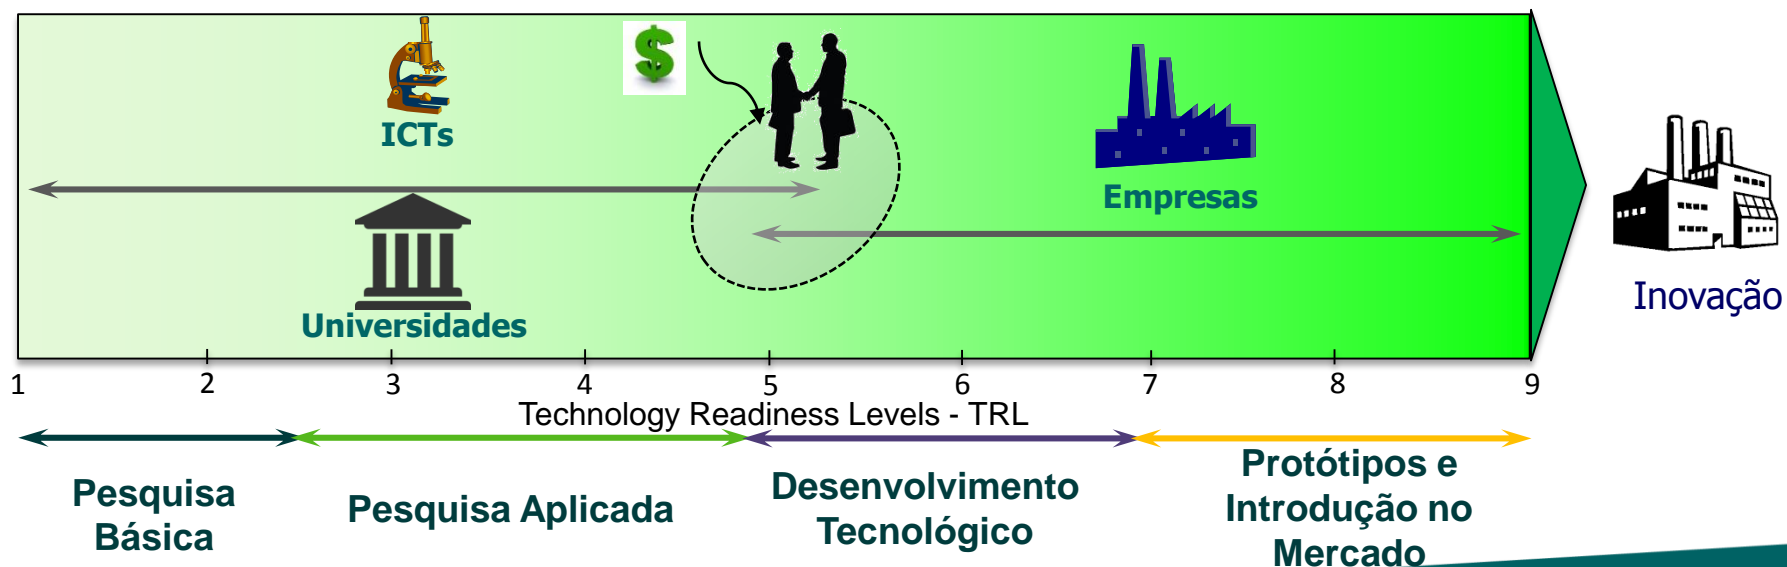 $
ICTs
Universidades
Empresas
Inovação
1 2 3 4 5 6 7 8 9
Technology Readiness Levels - TRL
Pesquisa
Básica
Pesquisa Aplicada
Desenvolvimento
Tecnológico
Protótipos e
Introdução no
Mercado